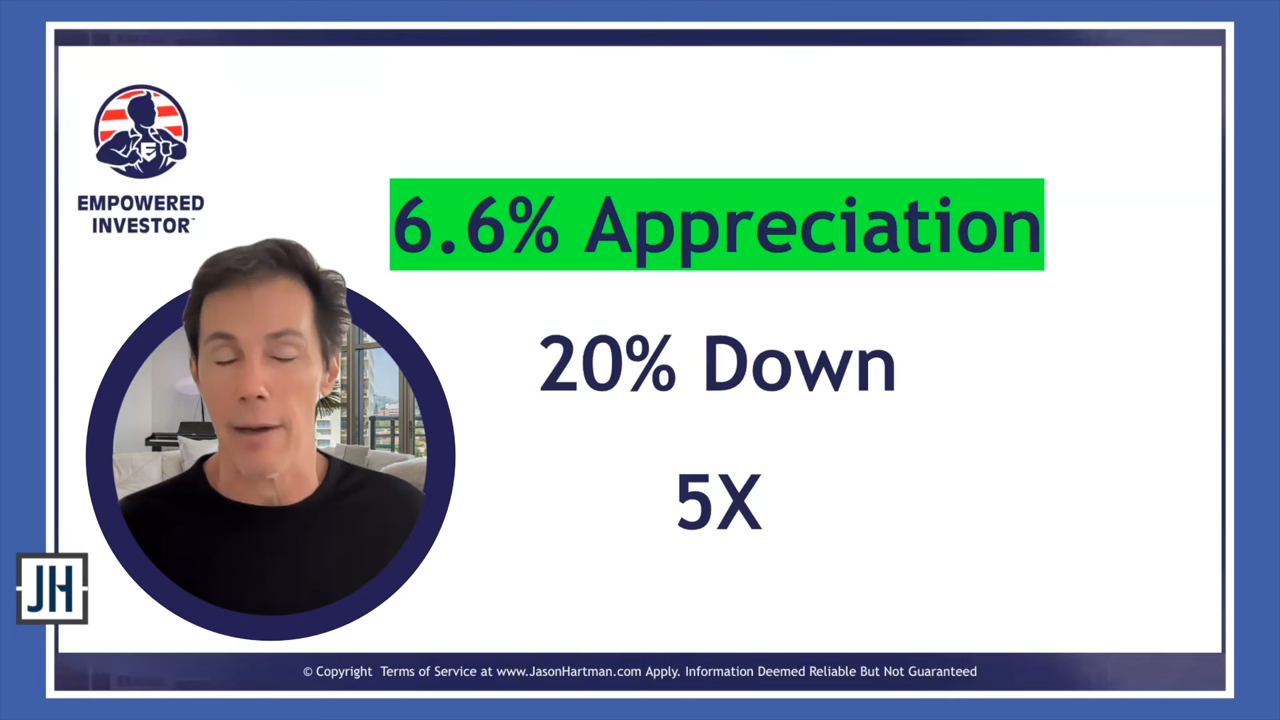 EMPOWERED
INVESTOR™
6.6% Appreciation
20% Down
5X
JH
© Copyright Terms of Service at www.JasonHartman.com Apply. Information Deemed Reliable But Not Guaranteed